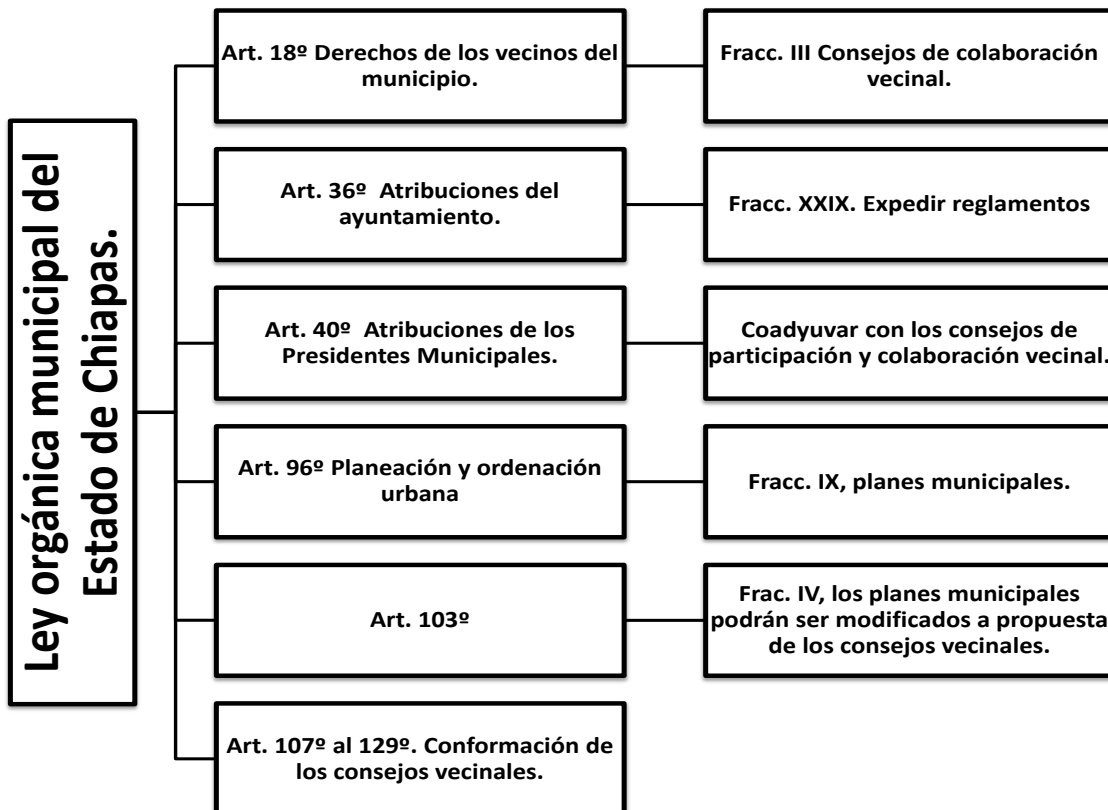 Ley orgánica municipal del
Estado de Chiapas.
Art. 18º Derechos de los vecinos del
municipio.
Fracc. III Consejos de colaboración
vecinal.
Art. 36º Atribuciones del
ayuntamiento.
Fracc. XXIX. Expedir reglamentos
Art. 40º Atribuciones de los
Presidentes Municipales.
Coadyuvar con los consejos de
participación y colaboración vecinal.
Art. 96º Planeación y ordenación
urbana
Fracc. IX, planes municipales.
Art. 103º
Frac. IV, los planes municipales
podrán ser modificados a propuesta
de los consejos vecinales.
Art. 107º al 129º. Conformación de
los consejos vecinales.